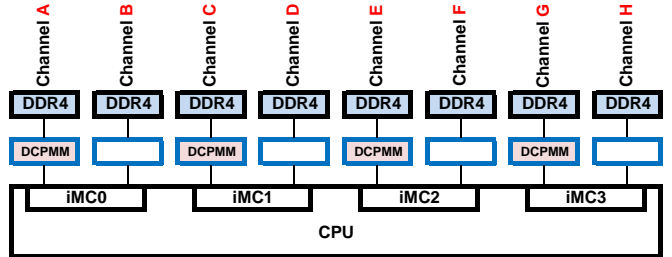 Channel A
Channel B
Channel C
Channel D
Channel E
Channel F
Channel G
Channel H
DDR4 DDR4 DDR4 DDR4 DDR4 DDR4 DDR4 DDR4
DCPMM DCPMM DCPMM DCPMM
iMC0 iMC1 iMC2 iMC3
CPU